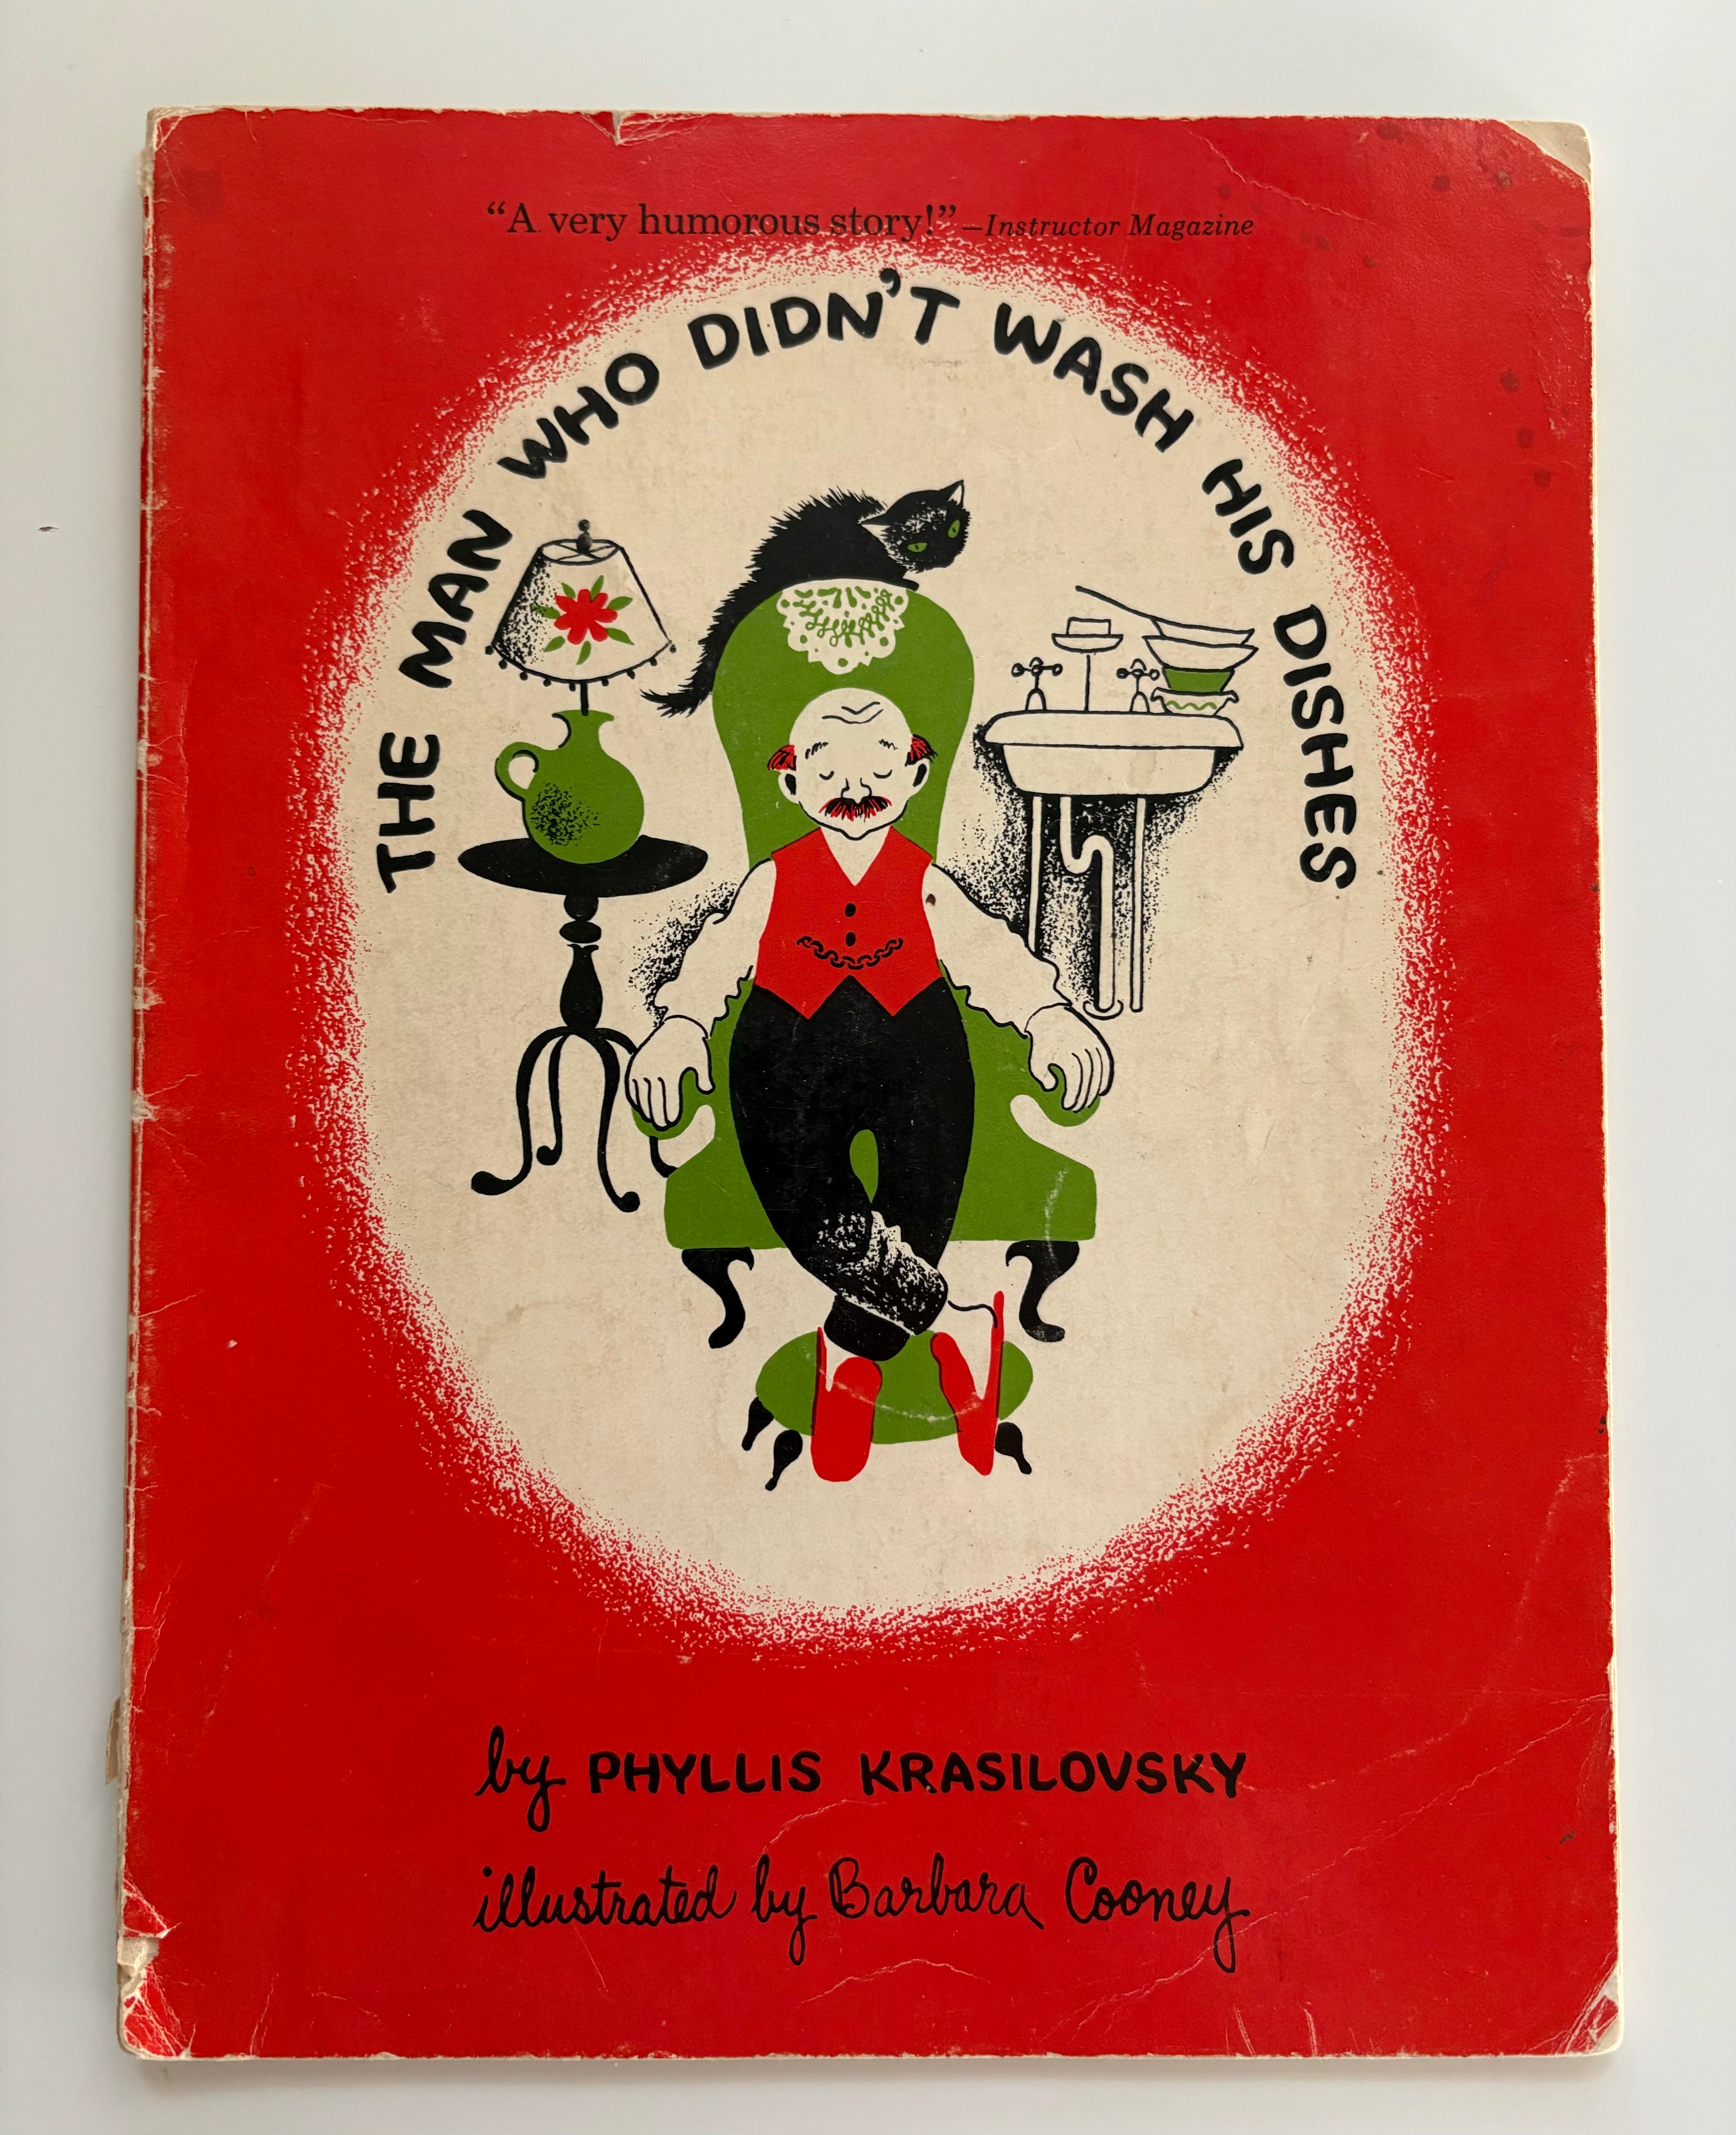 “A very humorous story!” –Instructor Magazine
THE MAN WHO DIDN'T WASH HIS DISHES
by PHYLLIS KRASILOVSKY
illustrated by Barbara Cooney